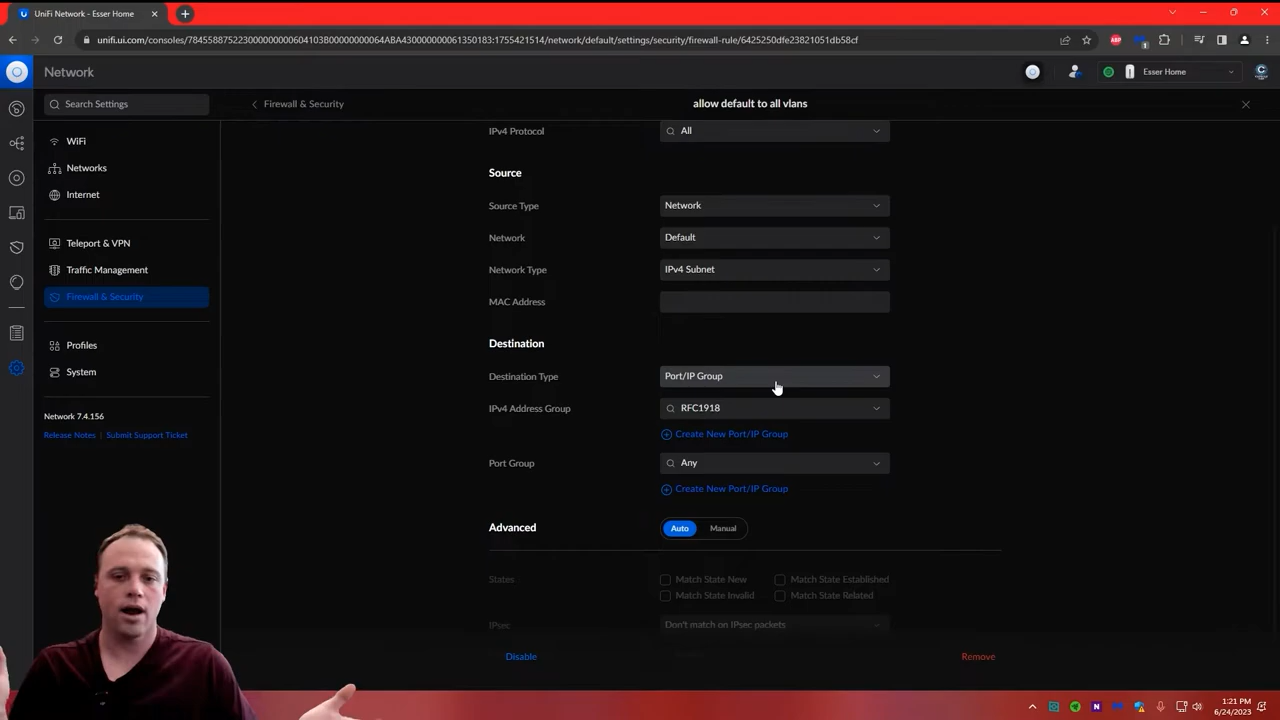 UniFi Network - Esser Home
unifi.ui.com/consoles/78455887522300000000604103B00000000064ABA43000000061350183:1755421514/network/default/settings/security/firewall-rule/6425250dfe23821051db58cf
Network
Esser Home
Search Settings
Firewall & Security
allow default to all vlans
WiFi
Networks
Internet
Teleport & VPN
Traffic Management
Firewall & Security
Profiles
System
Network 7.4.156
Release Notes | Submit Support Ticket
IPv4 Protocol All
Source
Source Type Network
Network Default
Network Type IPv4 Subnet
MAC Address
Destination
Destination Type Port/IP Group
IPv4 Address Group RFC1918
Create New Port/IP Group
Port Group Any
Create New Port/IP Group
Advanced Auto Manual
States Match State New Match State Established
Match State Invalid Match State Related
IPsec Don't match on IPsec packets
Disable Remove
1:21 PM
6/24/2023